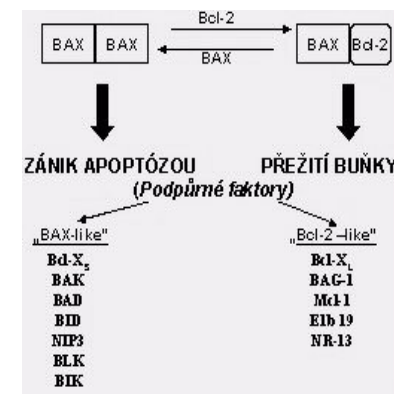 Bcl-2
BAX BAX BAX Bcl-2
BAX
ZÁNIK APOPTÓZOU PŘEŽITÍ BUŇKY
(Podpůrné faktory)
„BAX-like" „Bcl-2 –like"
Bcl-Xs Bcl-XL
BAK BAG-1
BAD Mcl-1
BID E1b 19
NIP3 NR-13
BLK
BIK